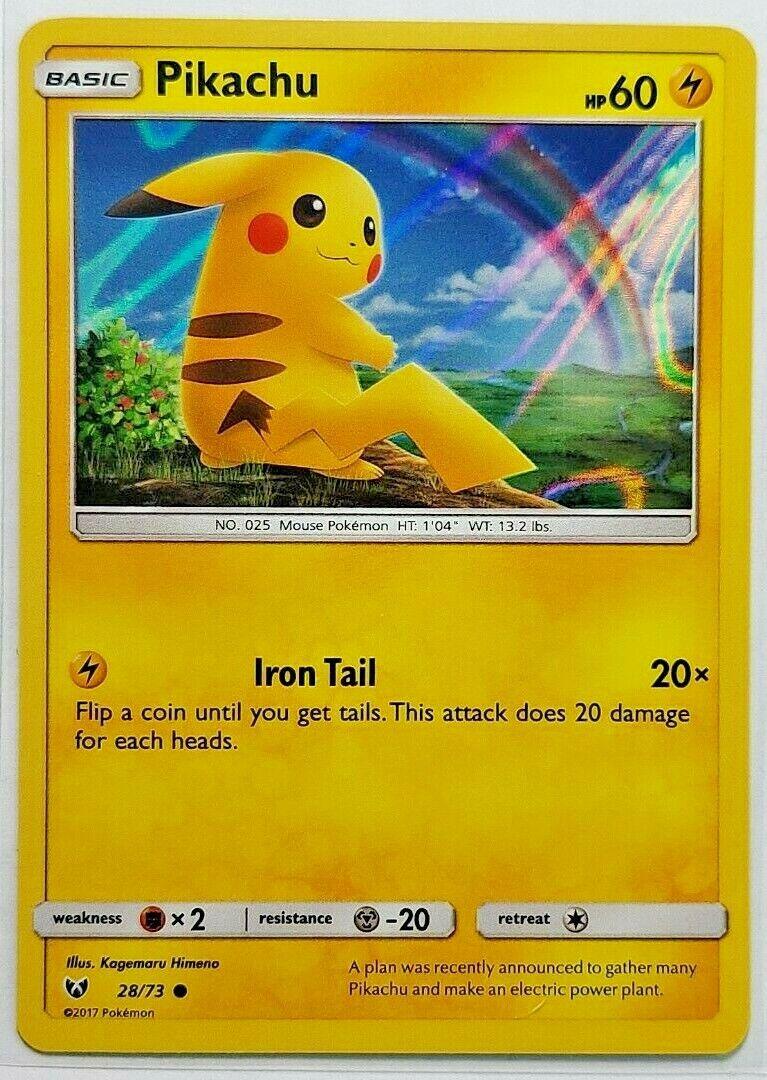 BASIC Pikachu HP60
NO. 025 Mouse Pokémon HT: 1'04" WT: 13.2 lbs.
Iron Tail 20×
Flip a coin until you get tails. This attack does 20 damage
for each heads.
weakness ×2 resistance -20 retreat
Illus. Kagemaru Himeno
28/73
©2017 Pokémon
A plan was recently announced to gather many
Pikachu and make an electric power plant.